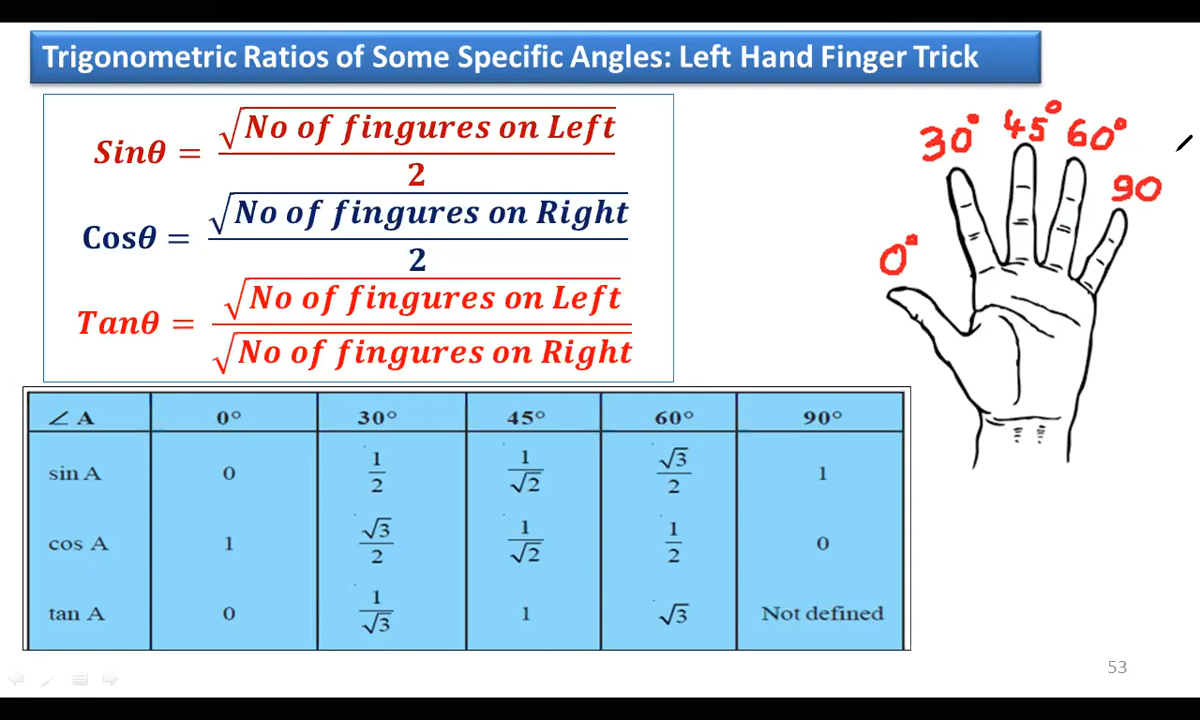 Trigonometric Ratios of Some Specific Angles: Left Hand Finger Trick
Sinθ = √No of fingures on Left / 2
Cosθ = √No of fingures on Right / 2
Tanθ = √No of fingures on Left / √No of fingures on Right
0° 30° 45° 60° 90
∠ A 0° 30° 45° 60° 90°
sin A 0 1/2 1/√2 √3/2 1
cos A 1 √3/2 1/√2 1/2 0
tan A 0 1/√3 1 √3 Not defined
53